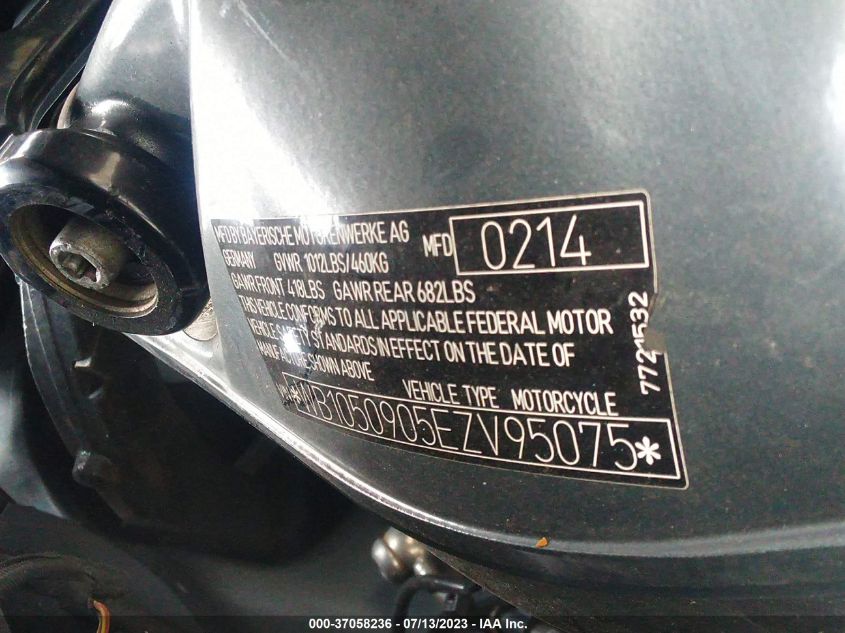 MFD BY BAYERISCHE MOTORENWERKE AG
MFD 0214
GERMANY GVWR 1012LBS/460KG
GAWR FRONT 418LBS GAWR REAR 682LBS
THIS VEHICLE CONFORMS TO ALL APPLICABLE FEDERAL MOTOR
VEHICLE SAFETY STANDARDS IN EFFECT ON THE DATE OF
MANUFACTURE SHOWN ABOVE
VEHICLE TYPE MOTORCYCLE
*WB1050905EZV95075*
7721532
000-37058236 - 07/13/2023 - IAA Inc.